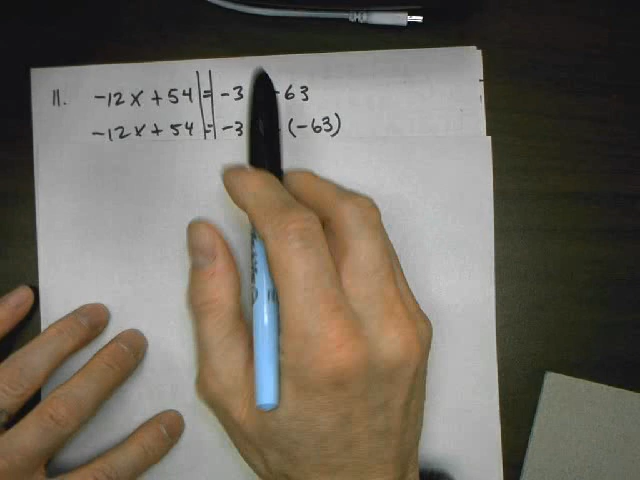 11. -12x + 54 = -3 -63
-12x + 54 = -3 (-63)